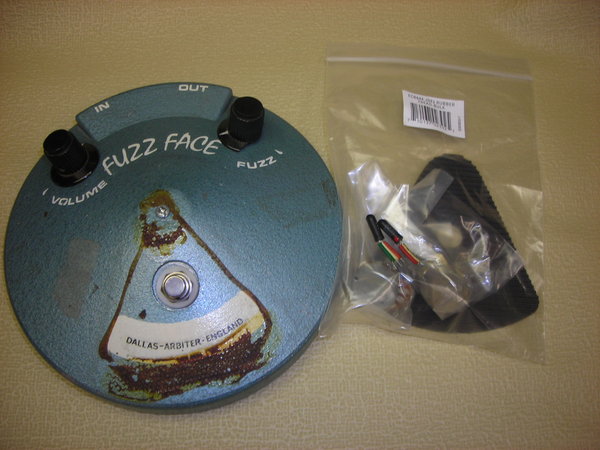 IN
OUT
FUZZ FACE
VOLUME
FUZZ
DALLAS-ARBITER-ENGLAND